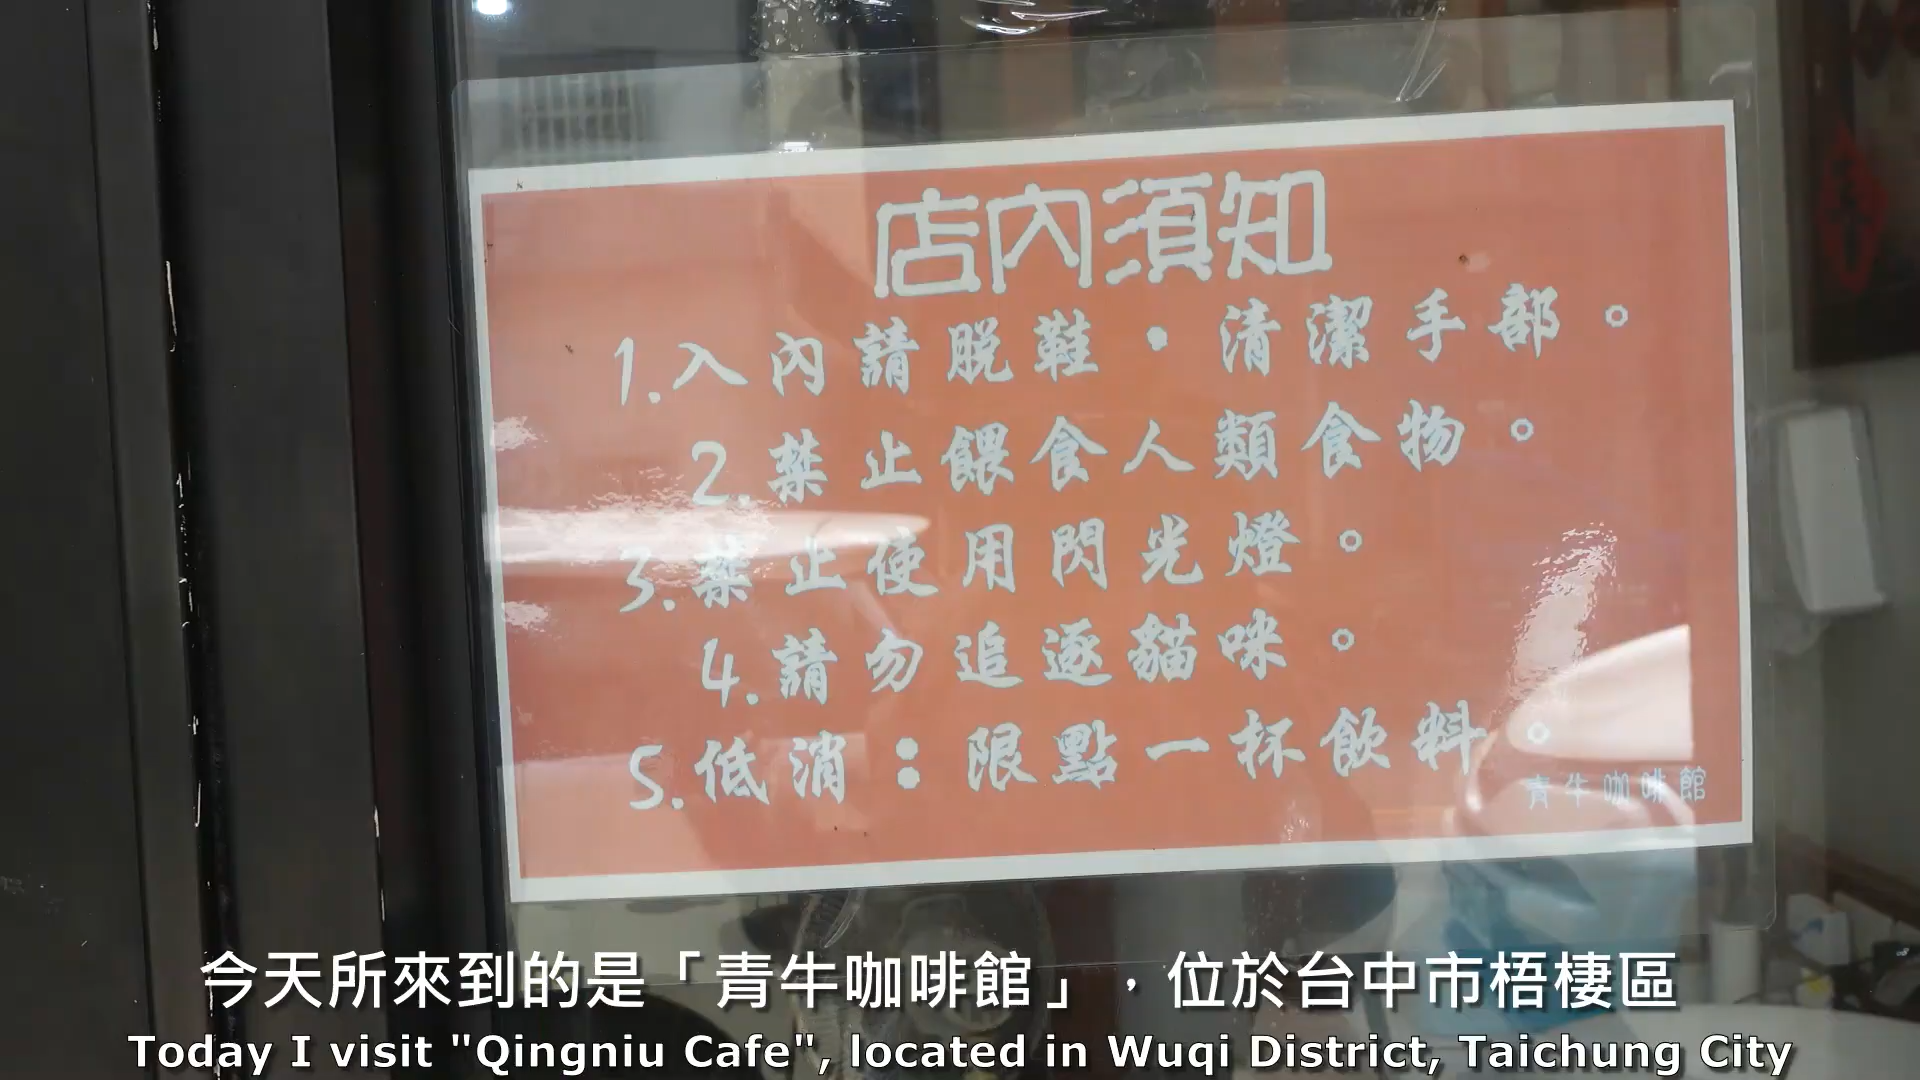 店內須知
1.入內請脫鞋,清潔手部。
2.禁止餵食人類食物。
3.禁止使用閃光燈。
4.請勿追逐貓咪。
5.低消:限點一杯飲料。
青牛咖啡館
今天所來到的是「青牛咖啡館」,位於台中市梧棲區
Today I visit "Qingniu Cafe", located in Wuqi District, Taichung City